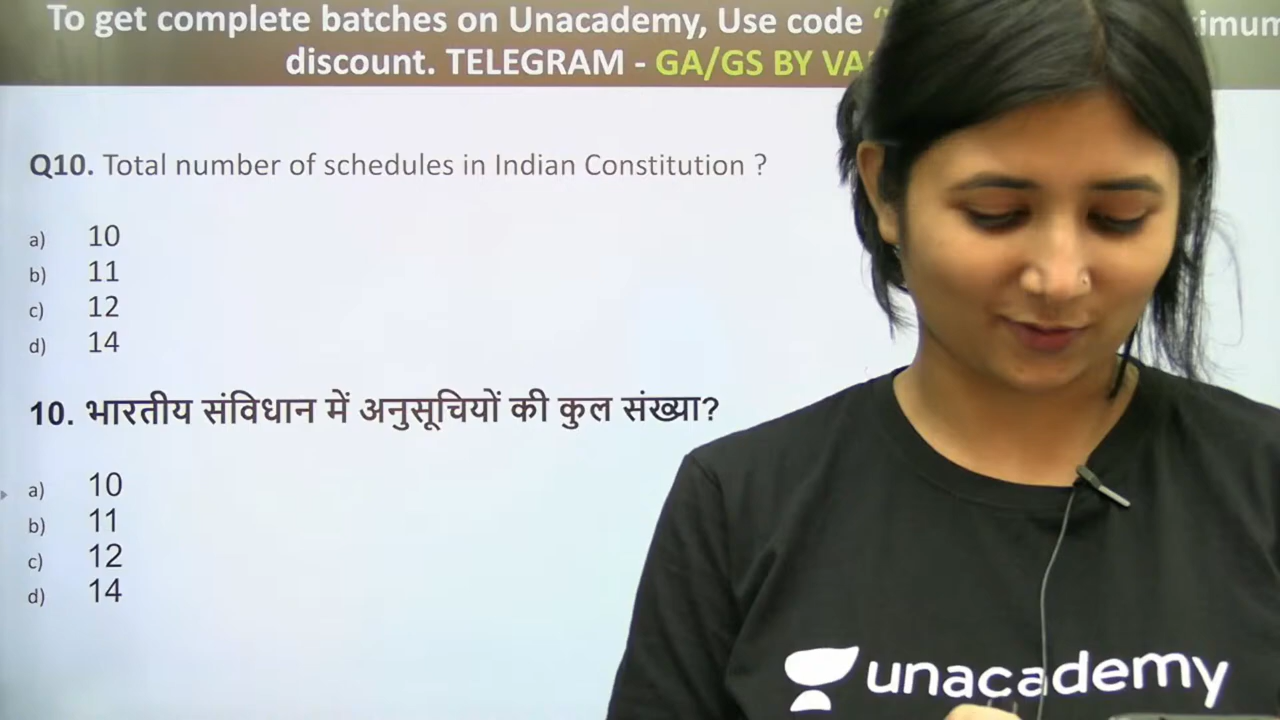 To get complete batches on Unacademy, Use code
discount. TELEGRAM - GA/GS BY
Q10. Total number of schedules in Indian Constitution ?
a) 10
b) 11
c) 12
d) 14
10. भारतीय संविधान में अनुसूचियों की कुल संख्या?
a) 10
b) 11
c) 12
d) 14
unacademy